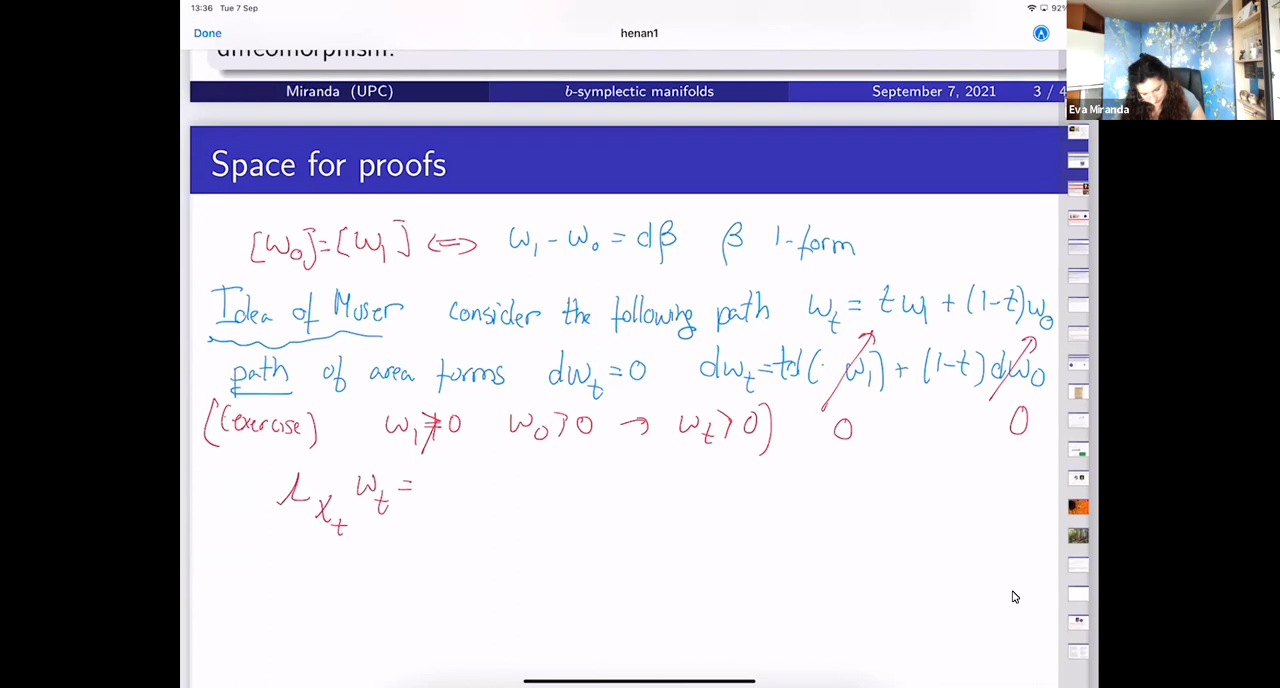 13:36 Tue 7 Sep
92%
Done
henan1
Eva Miranda
Miranda (UPC) b-symplectic manifolds September 7, 2021 3 / 4
Space for proofs
[ω₀]=[ω₁] ⟺ ω₁ - ω₀ = dβ β 1-form
Idea of Moser consider the following path ω_t = tω₁ + (1-t)ω₀
path of area forms dω_t = 0 dω_t = td(ω₁) + (1-t)dω₀
(exercise) ω₁ > 0 ω₀ > 0 → ω_t > 0) 0 0
ι_{X_t} ω_t =